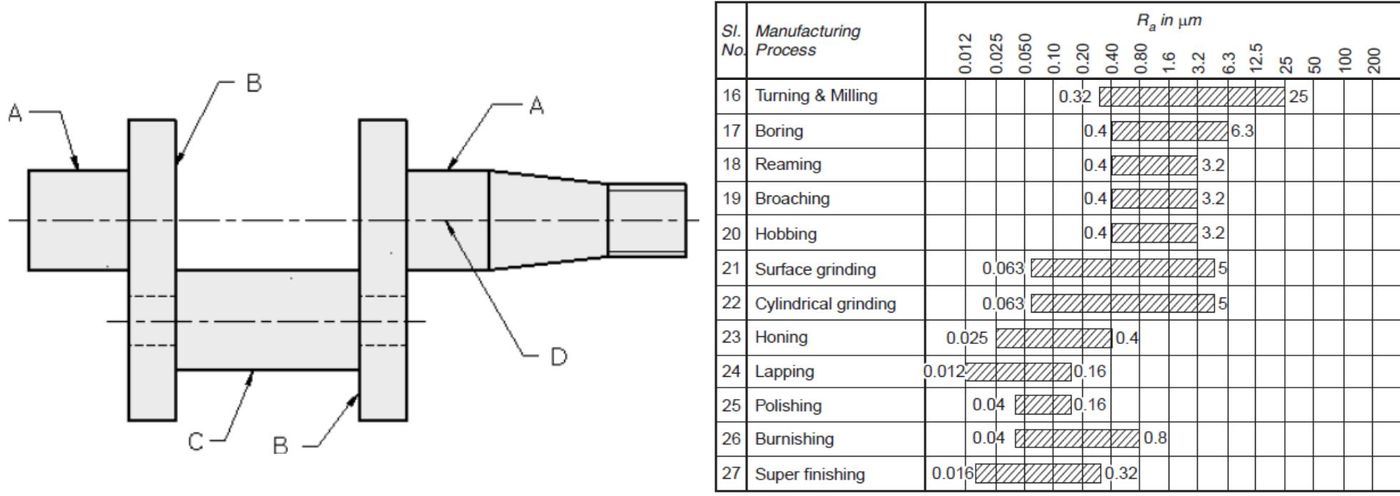 A
B
A
D
C
B
Sl. No. Manufacturing Process R_a in μm
0.012 0.025 0.050 0.10 0.20 0.40 0.80 1.6 3.2 6.3 12.5 25 50 100 200
16 Turning & Milling 0.32 25
17 Boring 0.4 6.3
18 Reaming 0.4 3.2
19 Broaching 0.4 3.2
20 Hobbing 0.4 3.2
21 Surface grinding 0.063 5
22 Cylindrical grinding 0.063 5
23 Honing 0.025 0.4
24 Lapping 0.012 0.16
25 Polishing 0.04 0.16
26 Burnishing 0.04 0.8
27 Super finishing 0.016 0.32